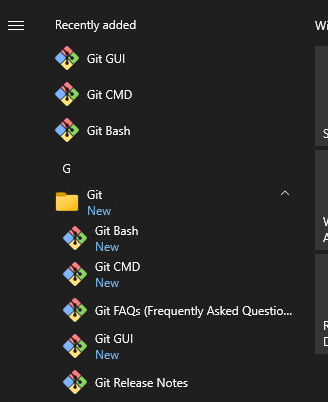 Recently added
Wi
Git GUI
Git CMD
Git Bash
S
G
Git
New
Git Bash
New
W
A
Git CMD
New
Git FAQs (Frequently Asked Questio...
R
D
Git GUI
New
Git Release Notes